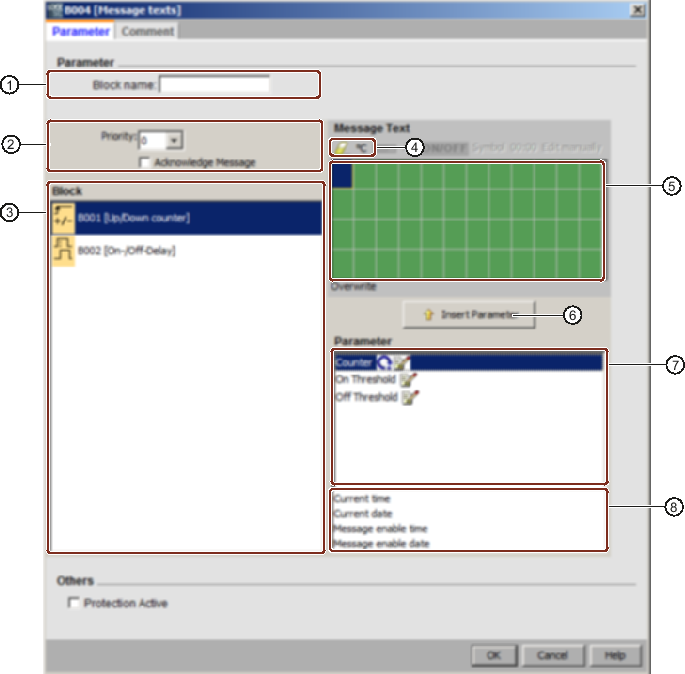 B004 [Message texts]
Parameter Comment
Parameter
1
Block name:
2
Priority: 0
Acknowledge Message
Message Text
4
℃ ON/OFF Symbol 00:00 Edit manually
5
3
Block
B001 [Up/Down counter]
+/-
B002 [On-/Off-Delay]
Overwrite
Insert Parameter
6
Parameter
7
Counter
On Threshold
Off Threshold
8
Current time
Current date
Message enable time
Message enable date
Others
Protection Active
OK Cancel Help